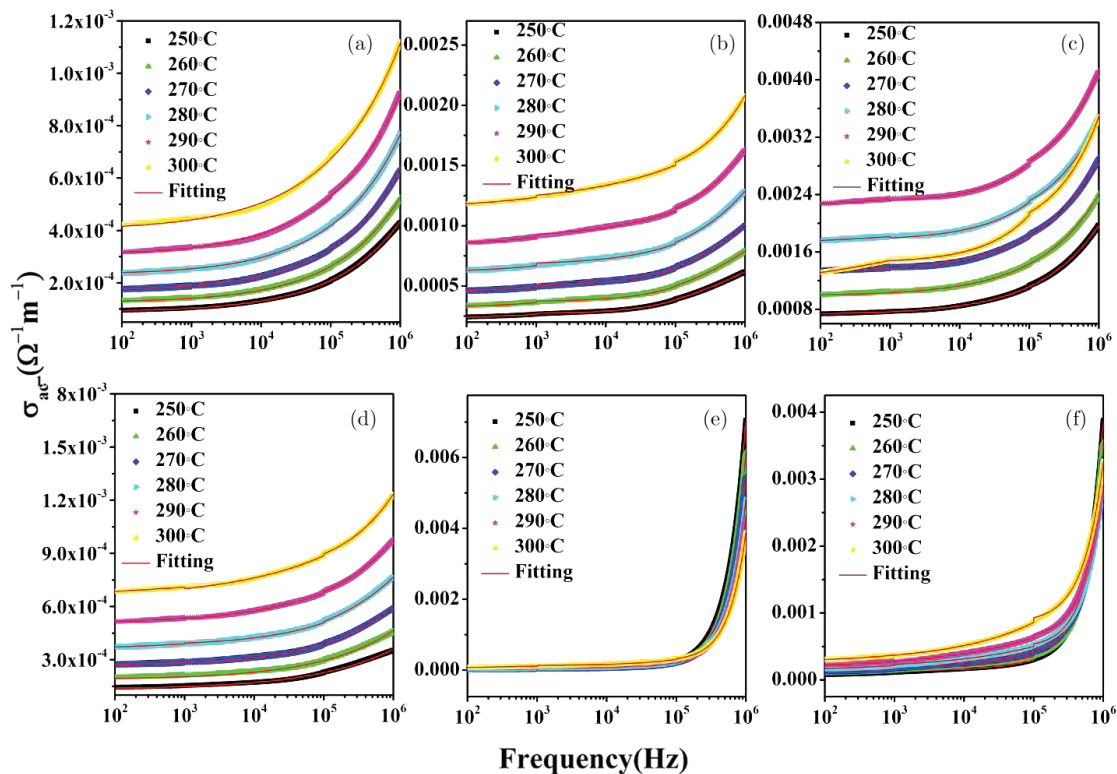 σac-(Ω⁻¹m⁻¹)
(a)
1.2x10⁻³
1.0x10⁻³
8.0x10⁻⁴
6.0x10⁻⁴
4.0x10⁻⁴
2.0x10⁻⁴
250◦C
260◦C
270◦C
280◦C
290◦C
300◦C
Fitting
10² 10³ 10⁴ 10⁵ 10⁶
(b)
0.0025
0.0020
0.0015
0.0010
0.0005
250◦C
260◦C
270◦C
280◦C
290◦C
300◦C
Fitting
10² 10³ 10⁴ 10⁵ 10⁶
(c)
0.0048
0.0040
0.0032
0.0024
0.0016
0.0008
250◦C
260◦C
270◦C
280◦C
290◦C
300◦C
Fitting
10² 10³ 10⁴ 10⁵ 10⁶
(d)
8x10⁻³
1.5x10⁻³
1.2x10⁻³
9.0x10⁻⁴
6.0x10⁻⁴
3.0x10⁻⁴
250◦C
260◦C
270◦C
280◦C
290◦C
300◦C
Fitting
10² 10³ 10⁴ 10⁵ 10⁶
(e)
0.006
0.004
0.002
0.000
250◦C
260◦C
270◦C
280◦C
290◦C
300◦C
Fitting
10² 10³ 10⁴ 10⁵ 10⁶
(f)
0.004
0.003
0.002
0.001
0.000
250◦C
260◦C
270◦C
280◦C
290◦C
300◦C
Fitting
10² 10³ 10⁴ 10⁵ 10⁶
Frequency(Hz)